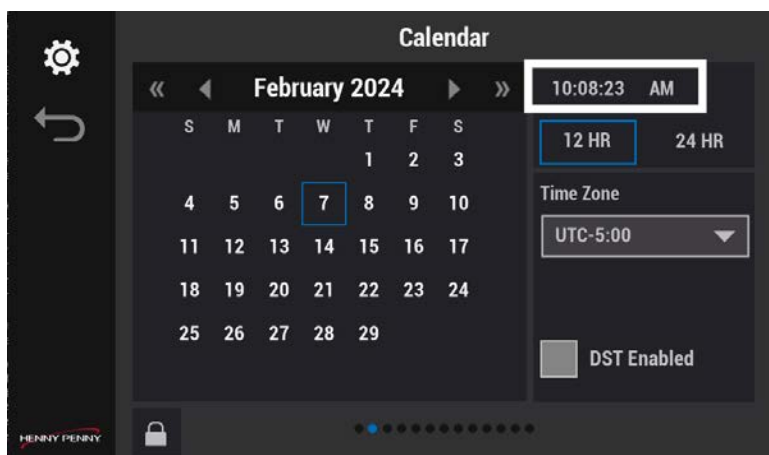 Calendar
« February 2024 »
10:08:23 AM
S M T W T F S
12 HR 24 HR
1 2 3
Time Zone
4 5 6 7 8 9 10
UTC-5:00
11 12 13 14 15 16 17
18 19 20 21 22 23 24
25 26 27 28 29
DST Enabled
HENNY PENNY